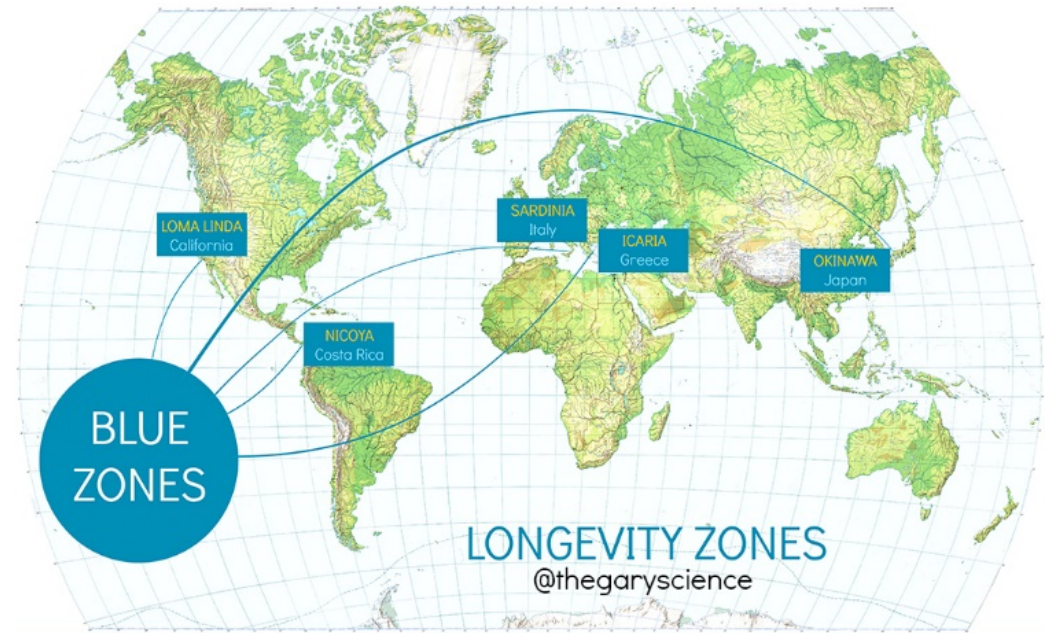 LOMA LINDA
California
SARDINIA
Italy
ICARIA
Greece
OKINAWA
Japan
NICOYA
Costa Rica
BLUE
ZONES
LONGEVITY ZONES
@thegaryscience